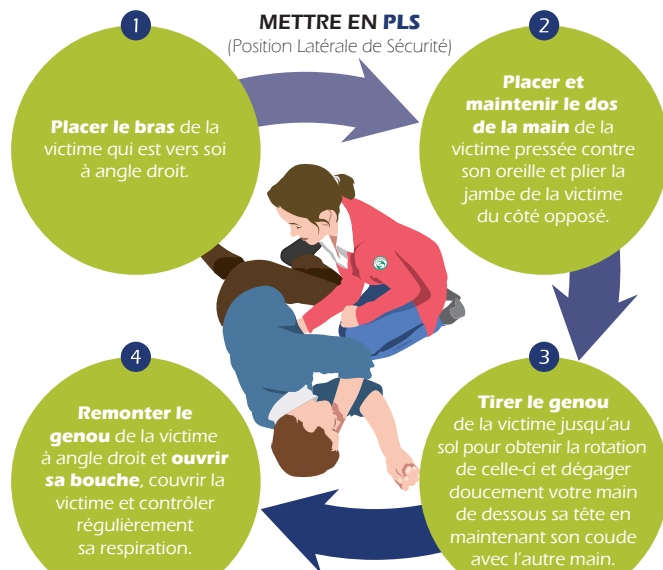 METTRE EN PLS
(Position Latérale de Sécurité)
1
Placer le bras de la
victime qui est vers soi
à angle droit.
2
Placer et
maintenir le dos
de la main de la
victime pressée contre
son oreille et plier la
jambe de la victime
du côté opposé.
3
Tirer le genou
de la victime jusqu'au
sol pour obtenir la rotation
de celle-ci et dégager
doucement votre main
de dessous sa tête en
maintenant son coude
avec l'autre main.
4
Remonter le
genou de la victime
à angle droit et ouvrir
sa bouche, couvrir la
victime et contrôler
régulièrement
sa respiration.